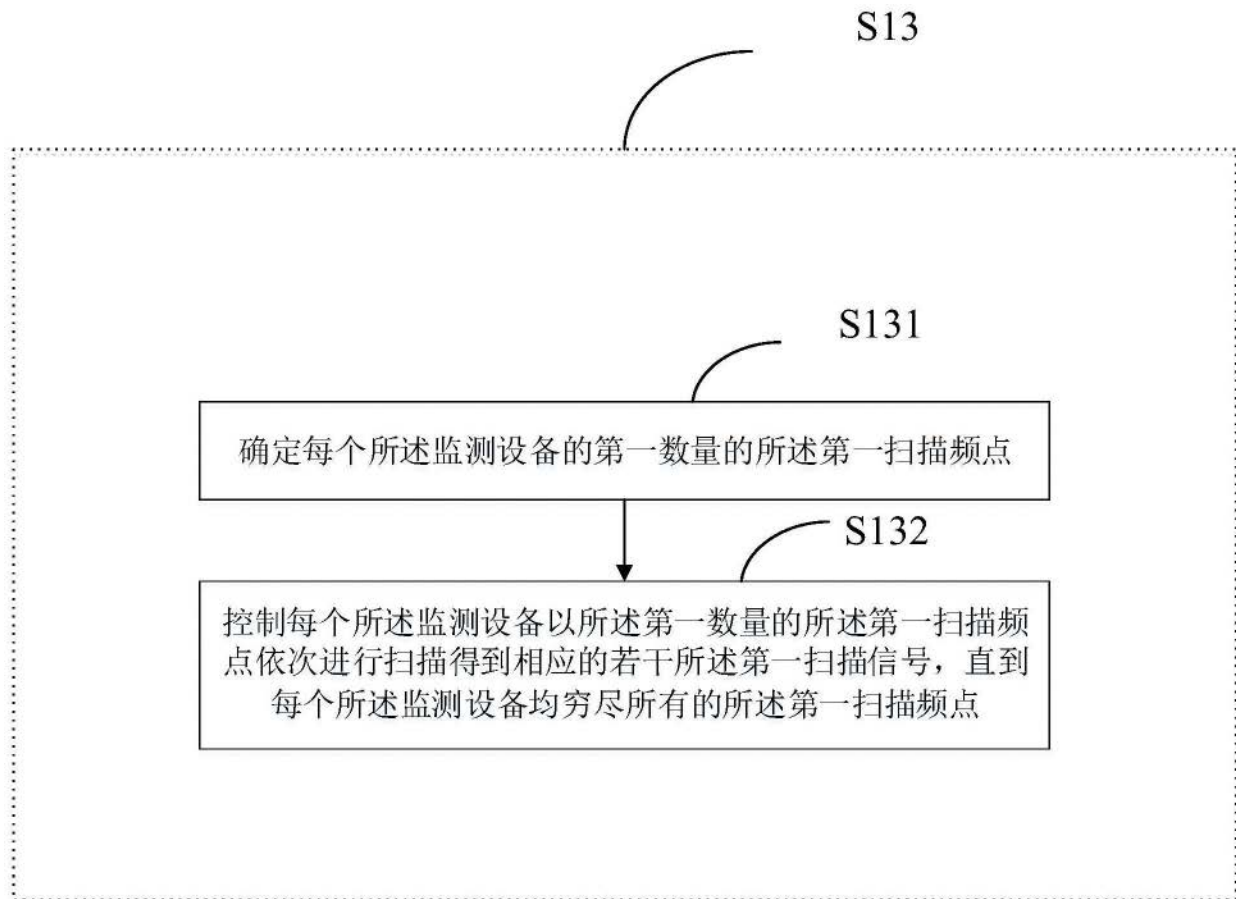 S13
S131
确定每个所述监测设备的第一数量的所述第一扫描频点
S132
控制每个所述监测设备以所述第一数量的所述第一扫描频
点依次进行扫描得到相应的若干所述第一扫描信号，直到
每个所述监测设备均穷尽所有的所述第一扫描频点